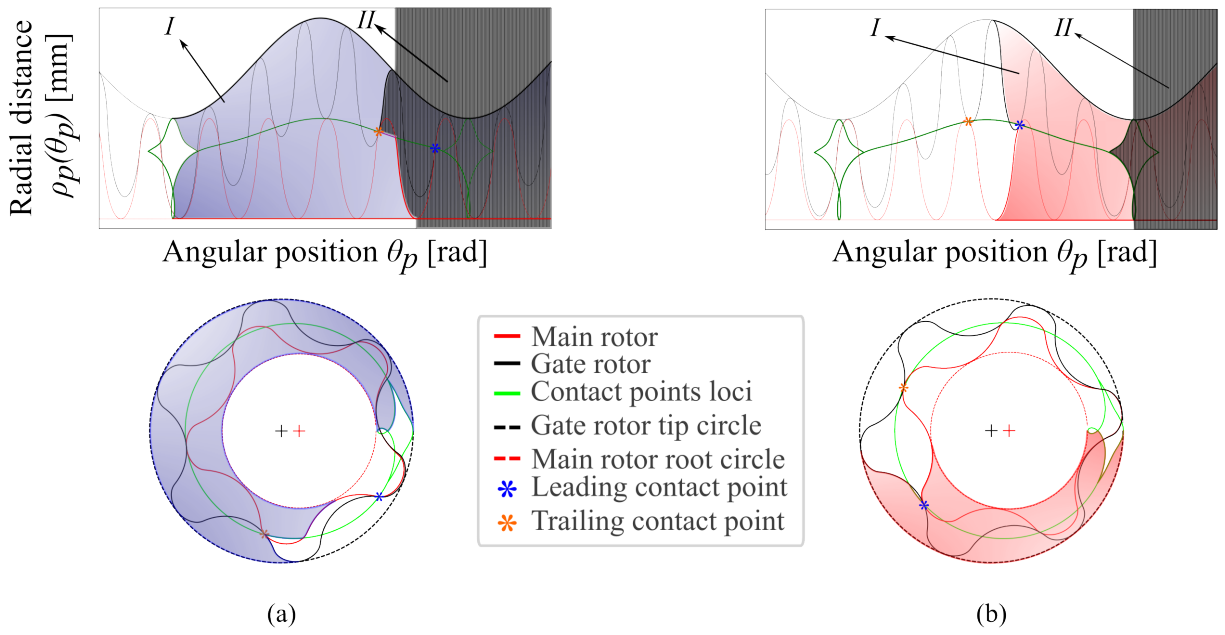 I
II
I
II
Radial distance
ρp(θp) [mm]
Angular position θp [rad]
Angular position θp [rad]
Main rotor
Gate rotor
Contact points loci
Gate rotor tip circle
Main rotor root circle
Leading contact point
Trailing contact point
(a)
(b)